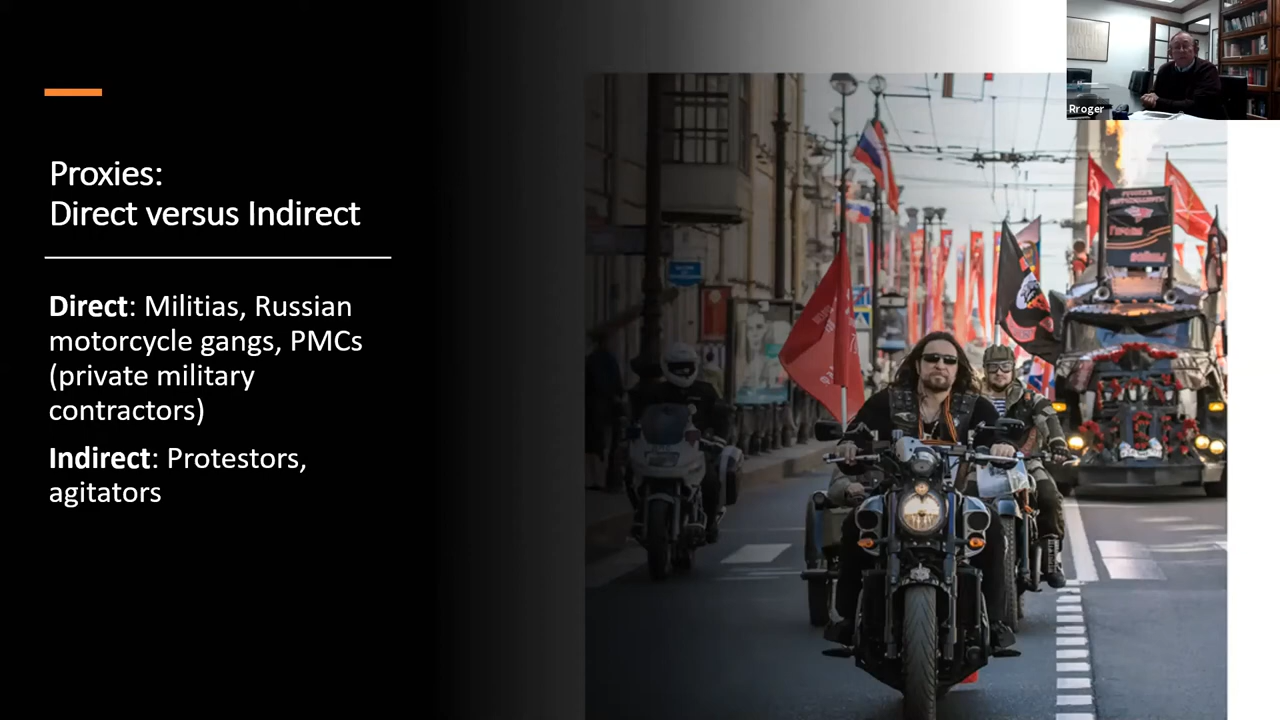 Proxies:
Direct versus Indirect
Direct: Militias, Russian
motorcycle gangs, PMCs
(private military
contractors)
Indirect: Protestors,
agitators
Rroger